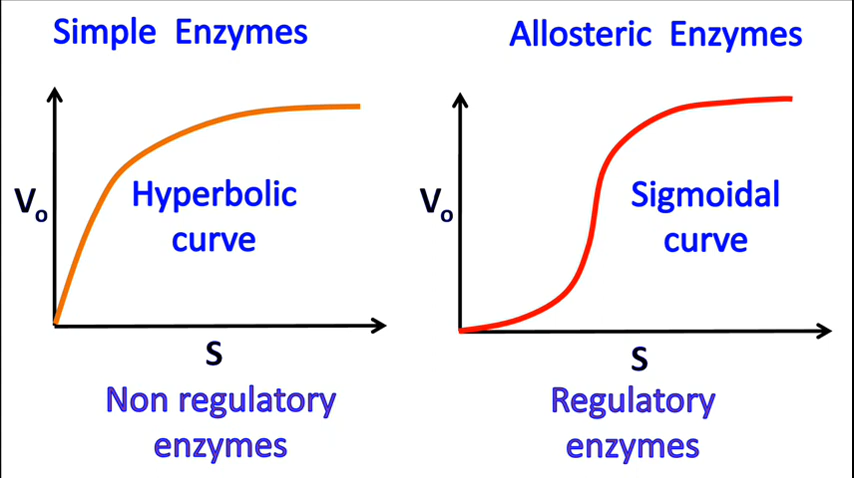 Simple Enzymes
Vo
Hyperbolic
curve
S
Non regulatory
enzymes
Allosteric Enzymes
Vo
Sigmoidal
curve
S
Regulatory
enzymes